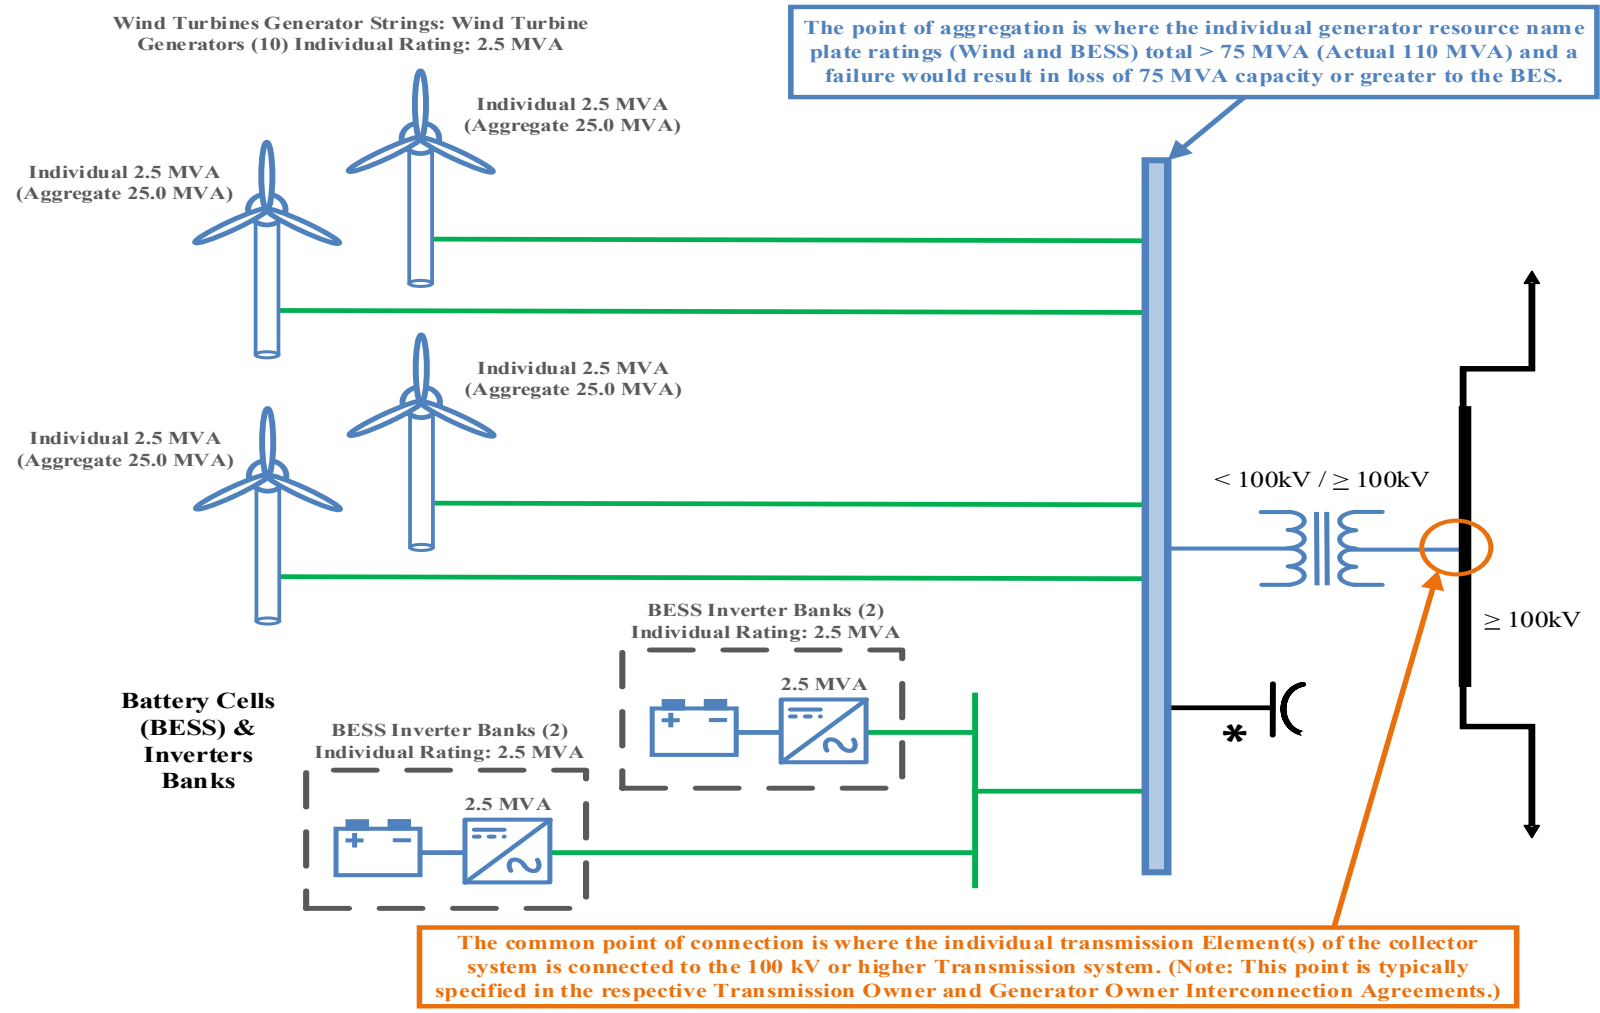 Wind Turbines Generator Strings: Wind Turbine
Generators (10) Individual Rating: 2.5 MVA
The point of aggregation is where the individual generator resource name
plate ratings (Wind and BESS) total > 75 MVA (Actual 110 MVA) and a
failure would result in loss of 75 MVA capacity or greater to the BES.
Individual 2.5 MVA
(Aggregate 25.0 MVA)
Individual 2.5 MVA
(Aggregate 25.0 MVA)
Individual 2.5 MVA
(Aggregate 25.0 MVA)
Individual 2.5 MVA
(Aggregate 25.0 MVA)
< 100kV / ≥ 100kV
≥ 100kV
BESS Inverter Banks (2)
Individual Rating: 2.5 MVA
2.5 MVA
*
Battery Cells
(BESS) &
Inverters
Banks
BESS Inverter Banks (2)
Individual Rating: 2.5 MVA
2.5 MVA
The common point of connection is where the individual transmission Element(s) of the collector
system is connected to the 100 kV or higher Transmission system. (Note: This point is typically
specified in the respective Transmission Owner and Generator Owner Interconnection Agreements.)